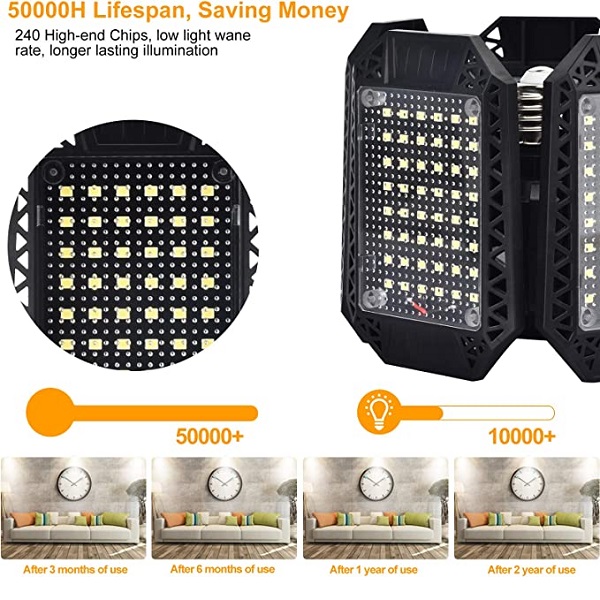 50000H Lifespan, Saving Money
240 High-end Chips, low light wane
rate, longer lasting illumination
50000+
10000+
After 3 months of use
After 6 months of use
After 1 year of use
After 2 year of use